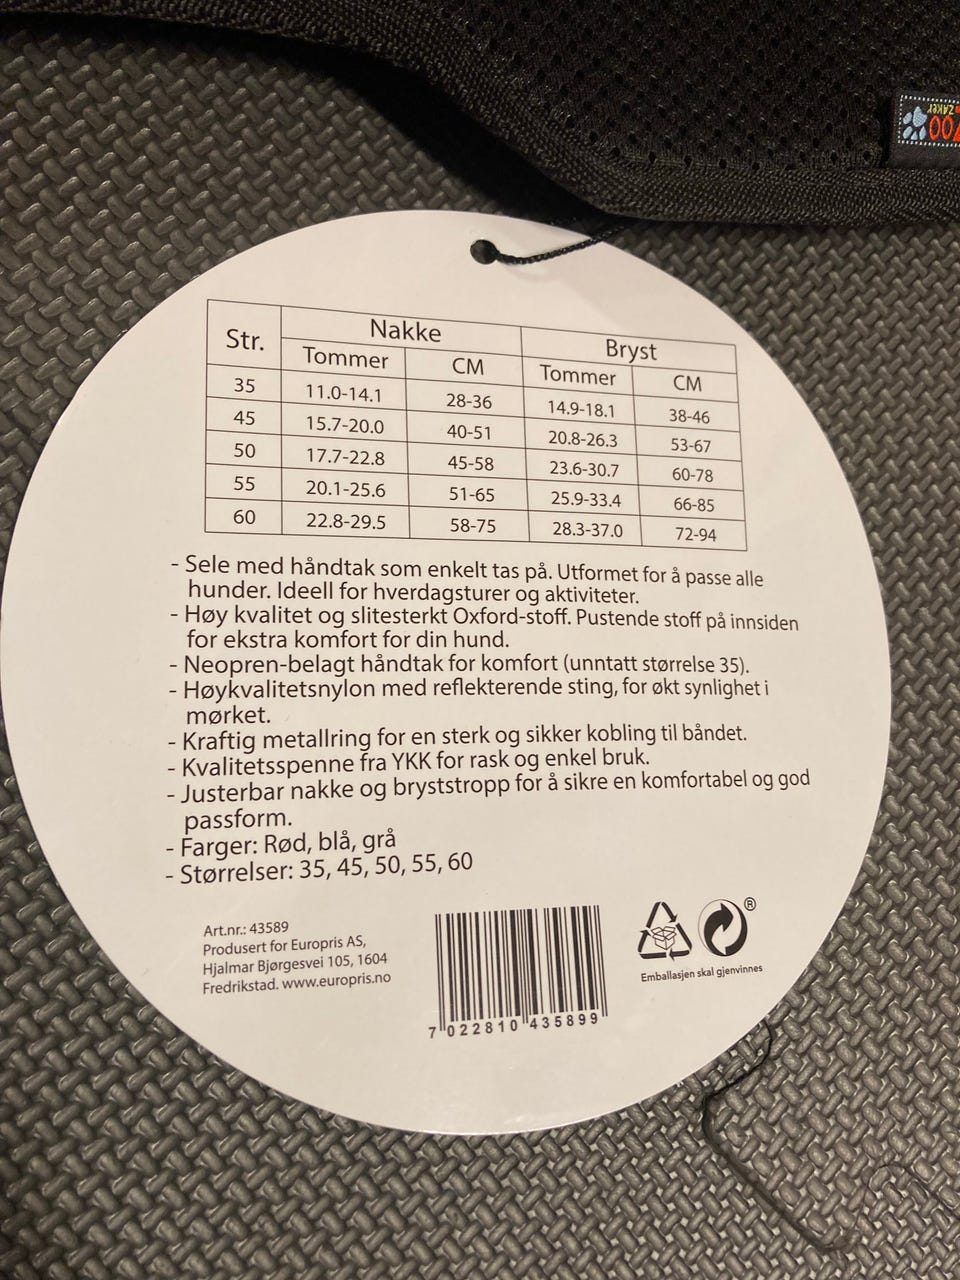 ZOO
ZAKER
Str. Nakke Bryst
Tommer CM Tommer CM
35 11.0-14.1 28-36 14.9-18.1 38-46
45 15.7-20.0 40-51 20.8-26.3 53-67
50 17.7-22.8 45-58 23.6-30.7 60-78
55 20.1-25.6 51-65 25.9-33.4 66-85
60 22.8-29.5 58-75 28.3-37.0 72-94
- Sele med håndtak som enkelt tas på. Utformet for å passe alle
hunder. Ideell for hverdagsturer og aktiviteter.
- Høy kvalitet og slitesterkt Oxford-stoff. Pustende stoff på innsiden
for ekstra komfort for din hund.
- Neopren-belagt håndtak for komfort (unntatt størrelse 35).
- Høykvalitetsnylon med reflekterende sting, for økt synlighet i
mørket.
- Kraftig metallring for en sterk og sikker kobling til båndet.
- Kvalitetsspenne fra YKK for rask og enkel bruk.
- Justerbar nakke og bryststropp for å sikre en komfortabel og god
passform.
- Farger: Rød, blå, grå
- Størrelser: 35, 45, 50, 55, 60
Art.nr.: 43589
Produsert for Europris AS,
Hjalmar Bjørgesvei 105, 1604
Fredrikstad. www.europris.no
7 022810 435899
®
Emballasjen skal gjenvinnes